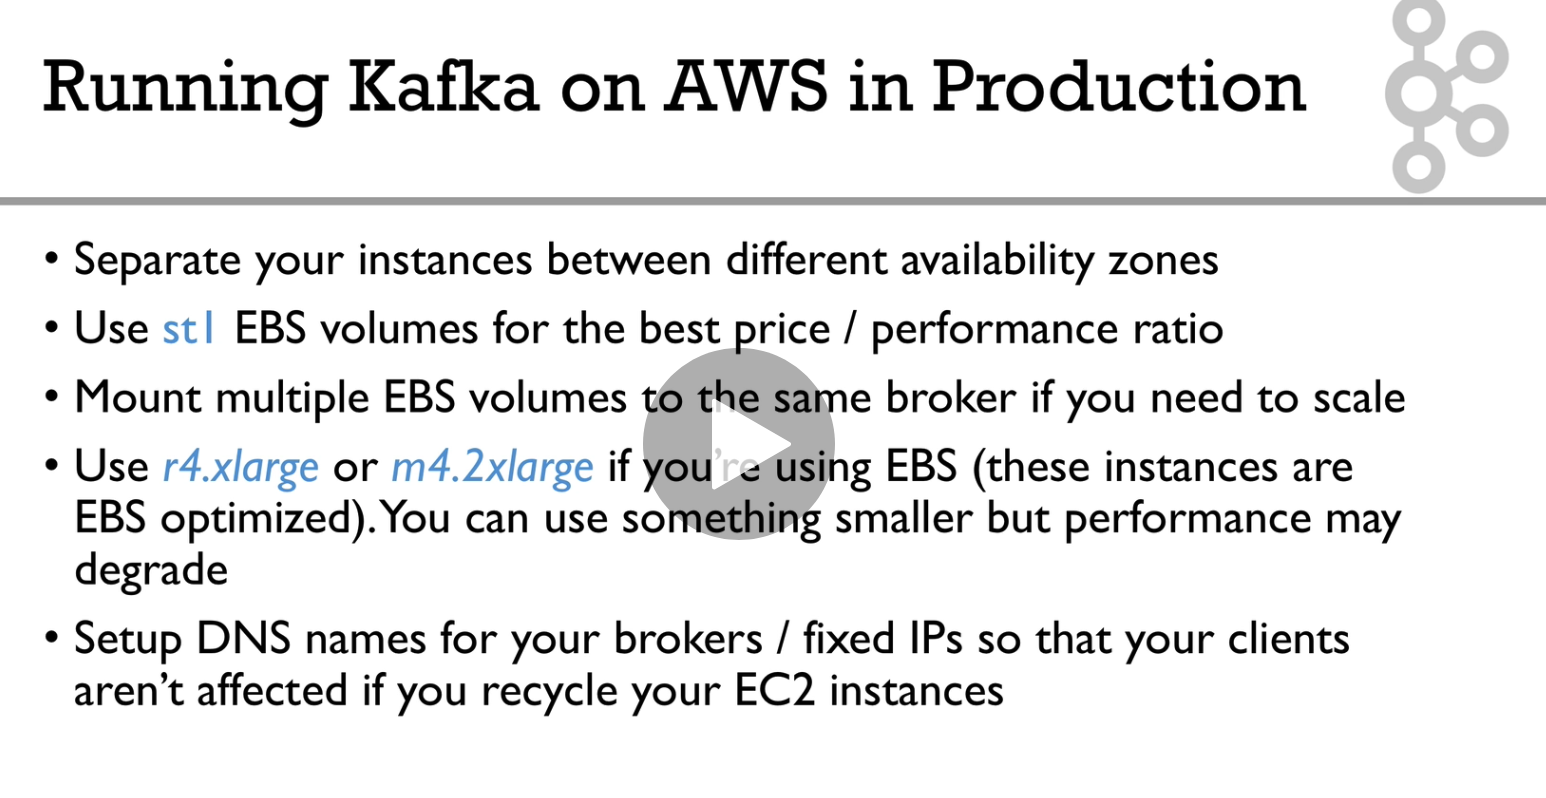 Running Kafka on AWS in Production
• Separate your instances between different availability zones
• Use st1 EBS volumes for the best price / performance ratio
• Mount multiple EBS volumes to the same broker if you need to scale
• Use r4.xlarge or m4.2xlarge if you're using EBS (these instances are
EBS optimized). You can use something smaller but performance may
degrade
• Setup DNS names for your brokers / fixed IPs so that your clients
aren't affected if you recycle your EC2 instances